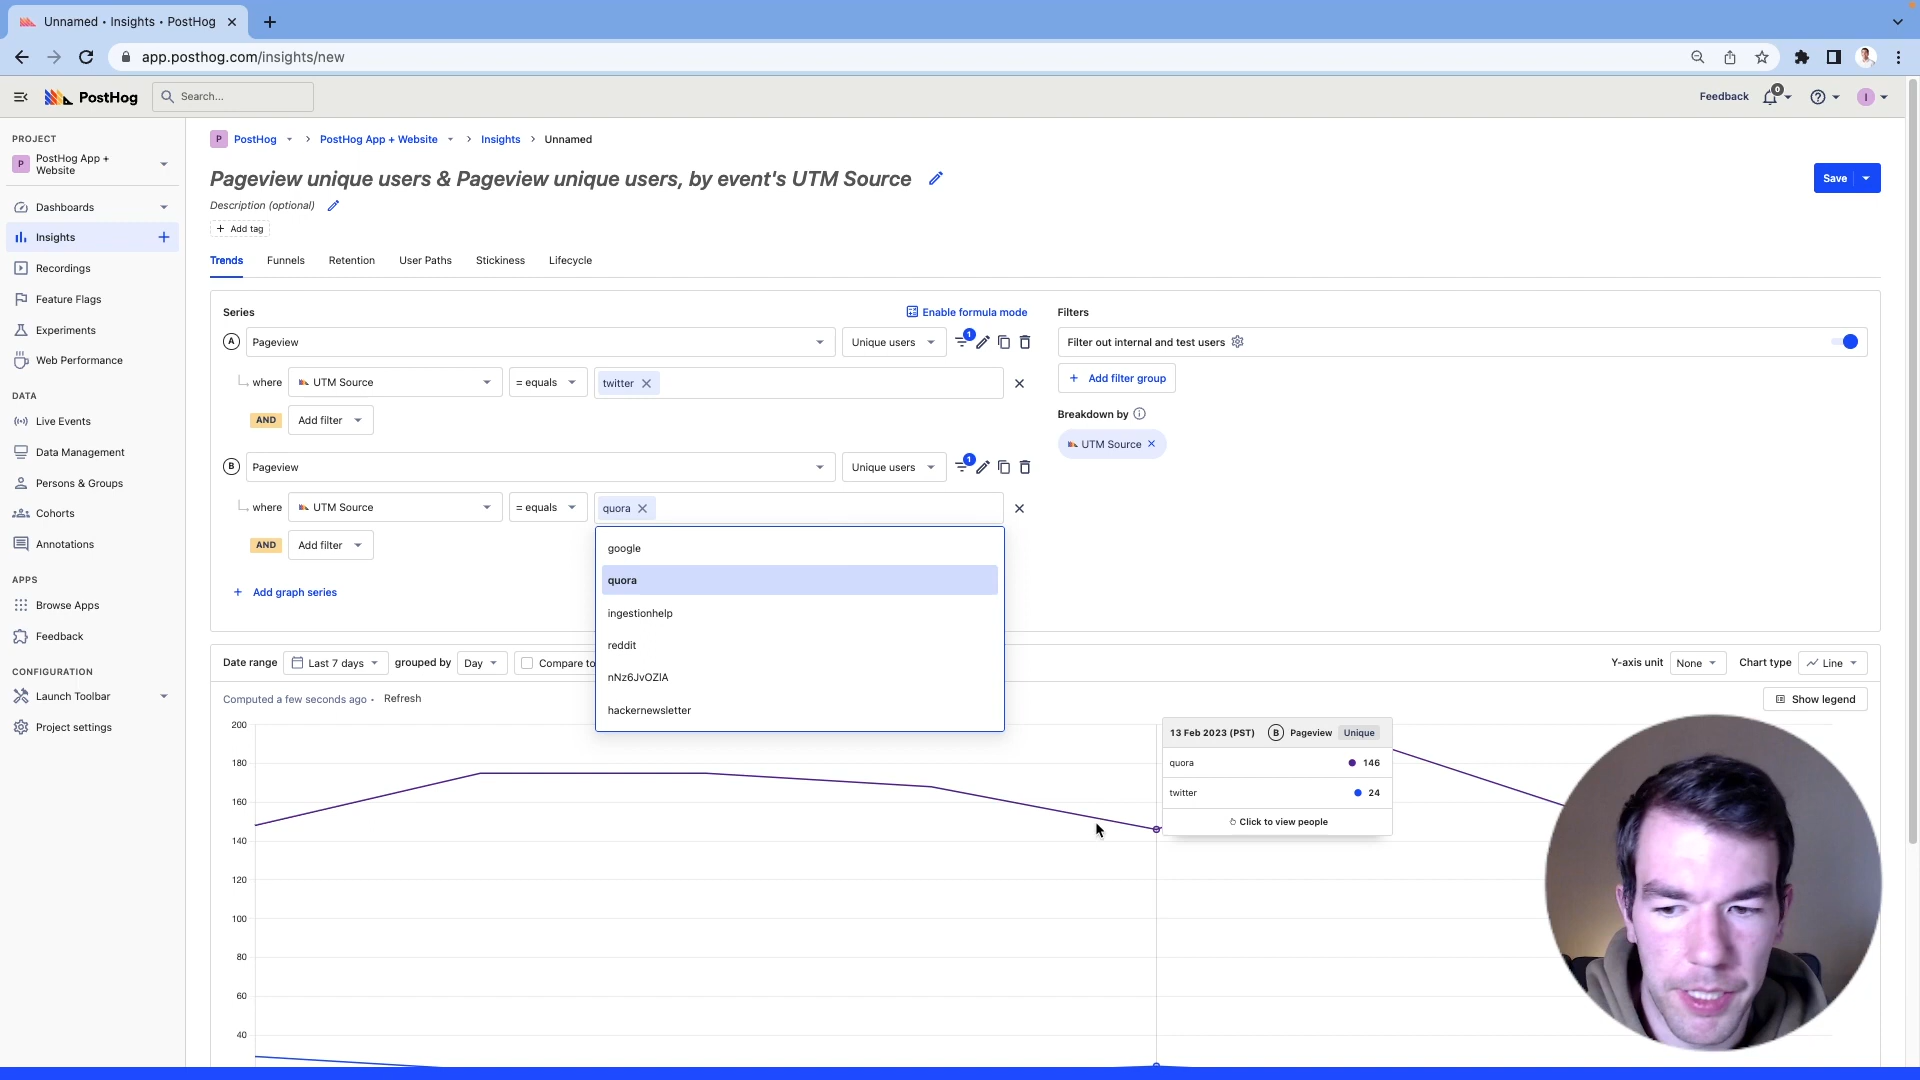 Unnamed • Insights • PostHog
app.posthog.com/insights/new
PostHog
Search...
Feedback
0
I
PROJECT
P
PostHog App +
Website
Dashboards
Insights
Recordings
Feature Flags
Experiments
Web Performance
DATA
Live Events
Data Management
Persons & Groups
Cohorts
Annotations
APPS
Browse Apps
Feedback
CONFIGURATION
Launch Toolbar
Project settings
P PostHog > PostHog App + Website > Insights > Unnamed
Pageview unique users & Pageview unique users, by event's UTM Source
Save
Description (optional)
+ Add tag
Trends Funnels Retention User Paths Stickiness Lifecycle
Series
Enable formula mode
A Pageview Unique users 1
where UTM Source = equals twitter
AND Add filter
B Pageview Unique users 1
where UTM Source = equals quora
AND Add filter
google
quora
ingestionhelp
reddit
nNz6JvOZIA
hackernewsletter
+ Add graph series
Filters
Filter out internal and test users
+ Add filter group
Breakdown by
UTM Source
Date range Last 7 days grouped by Day Compare to
Y-axis unit None Chart type Line
Computed a few seconds ago • Refresh
Show legend
200
180
160
140
120
100
80
60
40
13 Feb 2023 (PST) B Pageview Unique
quora 146
twitter 24
Click to view people